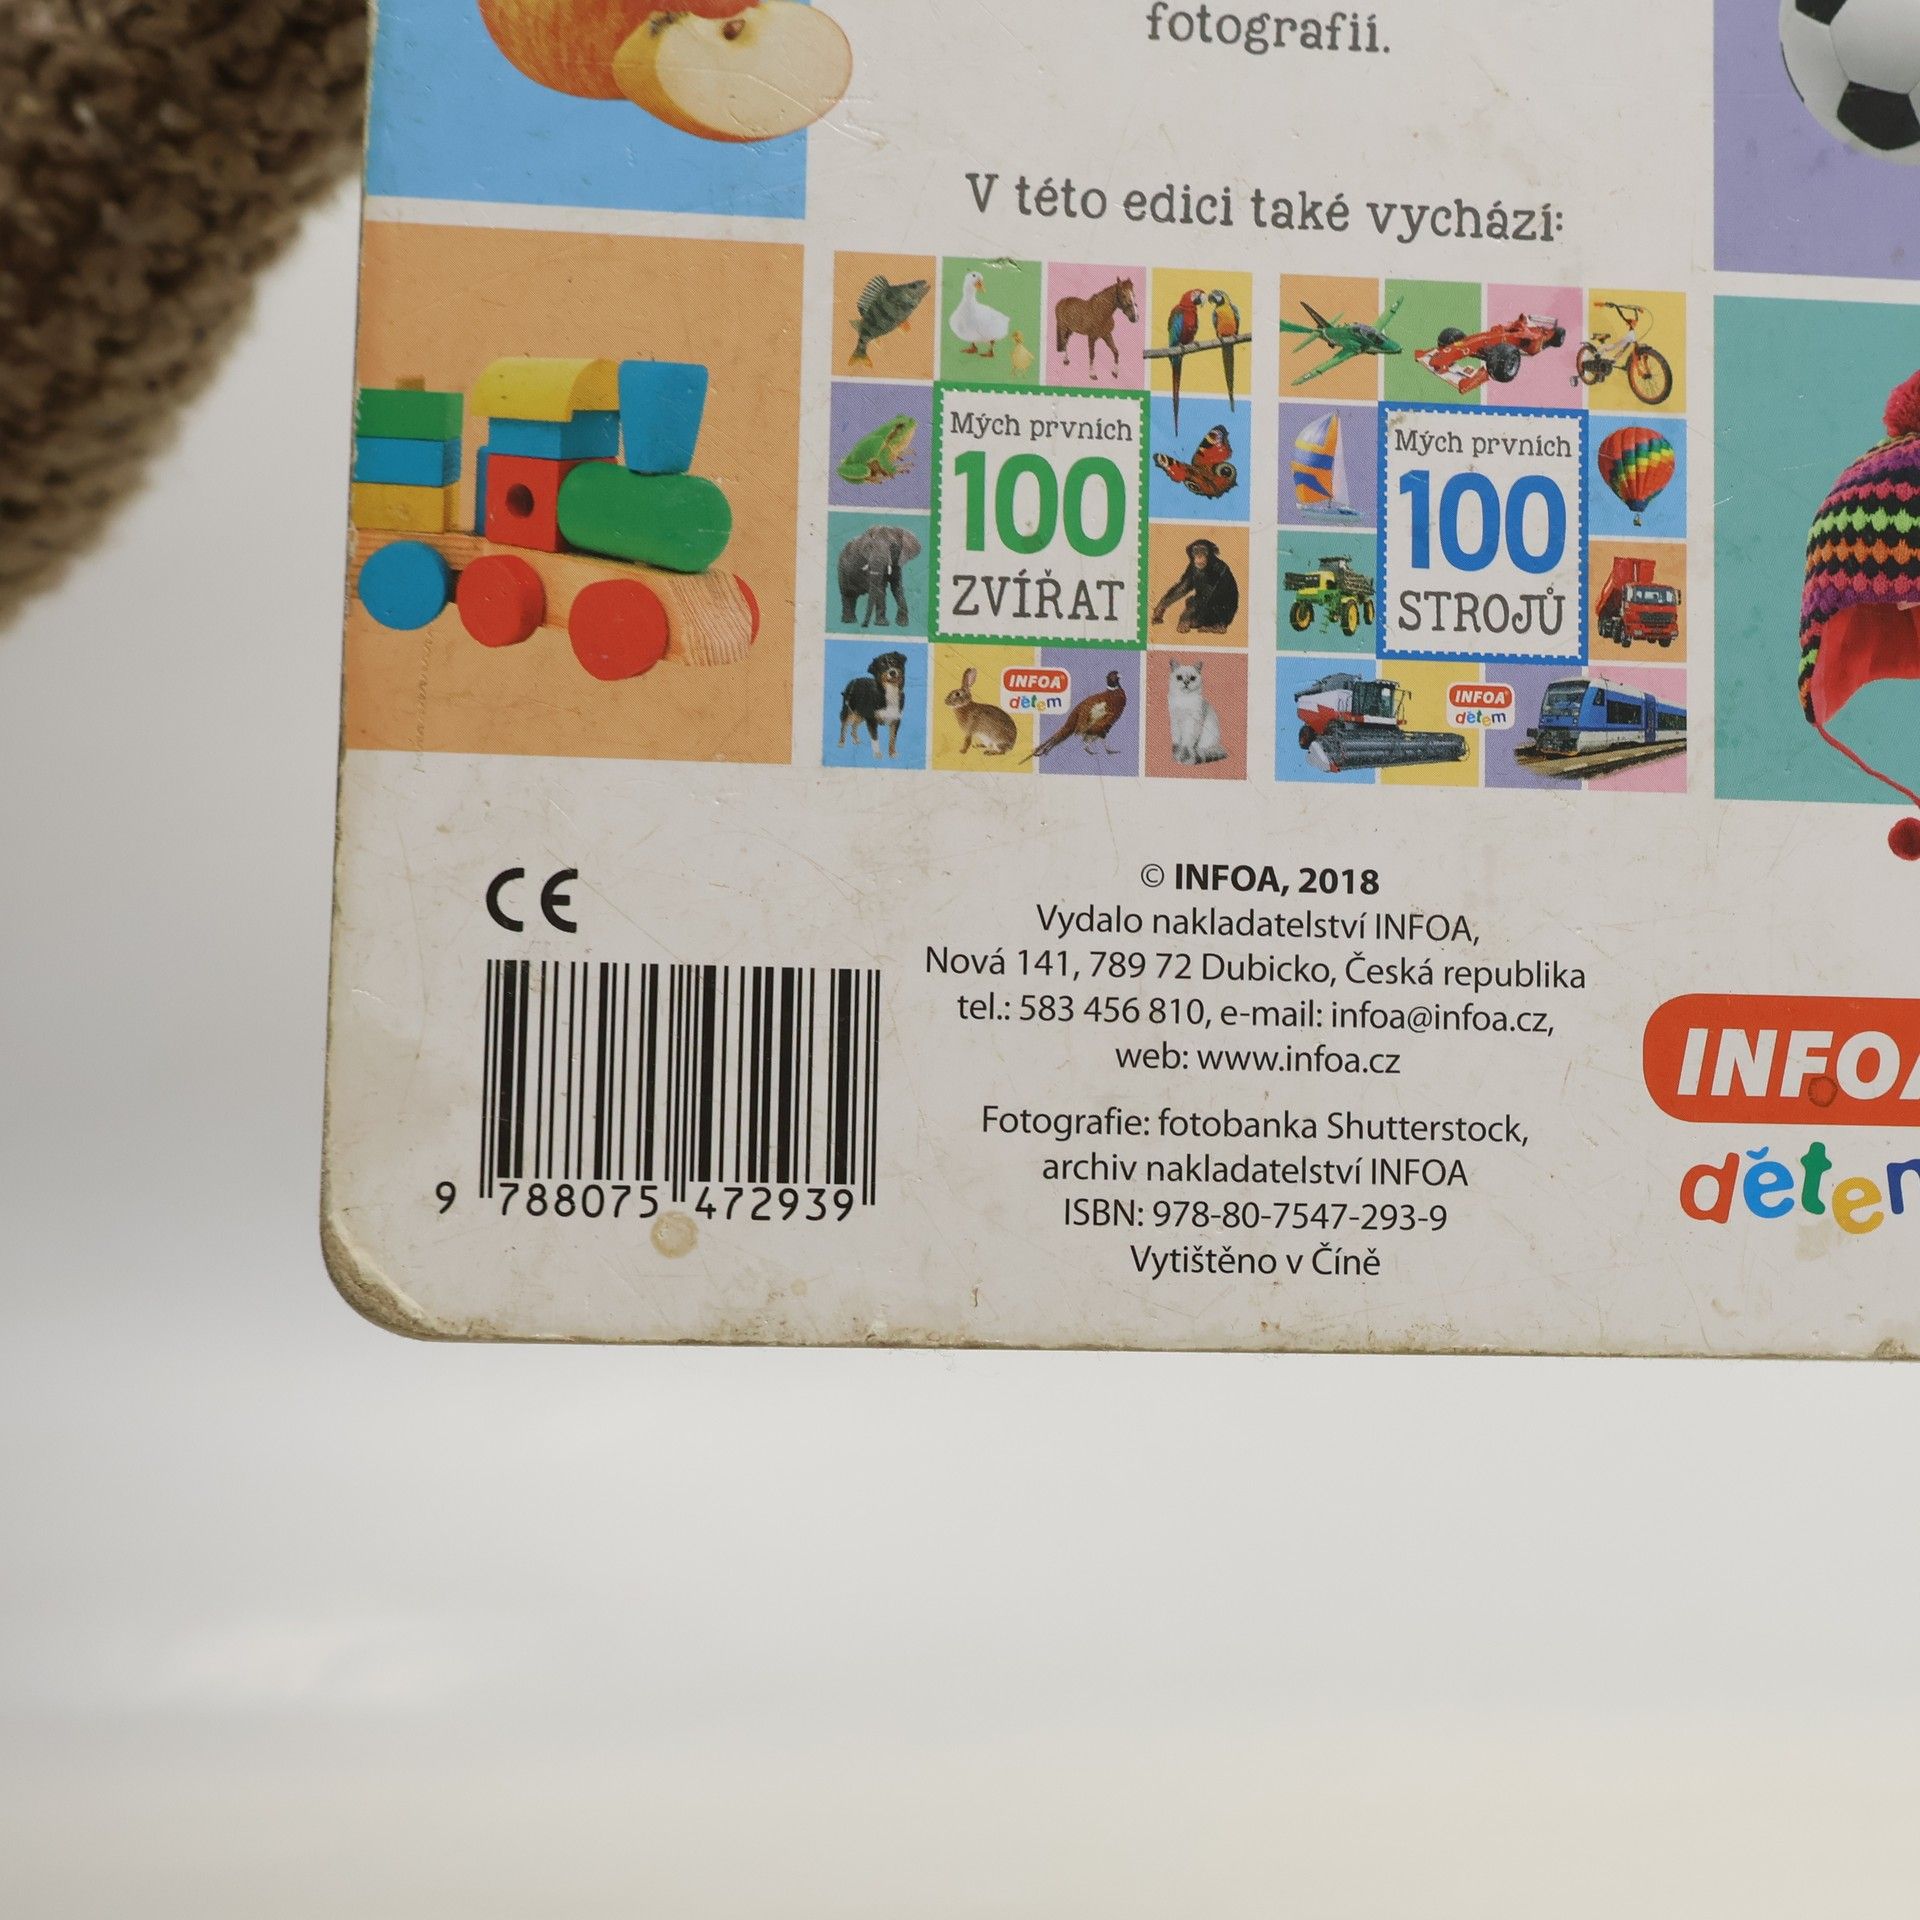 fotografií.
V této edici také vychází:
Mých prvních
100
ZVÍŘAT
INFOA
dětem
Mých prvních
100
STROJŮ
INFOA
dětem
CE
9 788075 472939
© INFOA, 2018
Vydalo nakladatelství INFOA,
Nová 141, 789 72 Dubicko, Česká republika
tel.: 583 456 810, e-mail: infoa@infoa.cz,
web: www.infoa.cz
Fotografie: fotobanka Shutterstock,
archiv nakladatelství INFOA
ISBN: 978-80-7547-293-9
Vytištěno v Číně
INFOA
dětem